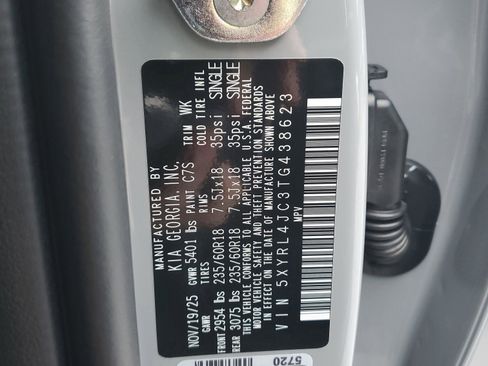 MANUFACTURED BY
KIA GEORGIA, INC.
NOV/19/25 GVWR 5401 lbs PAINT C7S TRIM WK
GAWR TIRES RIMS COLD TIRE INFL
FRONT 2954 lbs 235/60R18 7.5Jx18 35psi SINGLE
REAR 3075 lbs 235/60R18 7.5Jx18 35psi SINGLE
THIS VEHICLE CONFORMS TO ALL APPLICABLE U.S.A. FEDERAL
MOTOR VEHICLE SAFETY AND THEFT PREVENTION STANDARDS
IN EFFECT ON THE DATE OF MANUFACTURE SHOWN ABOVE
VIN 5XYRL4JC3TG438623
MPV
5720